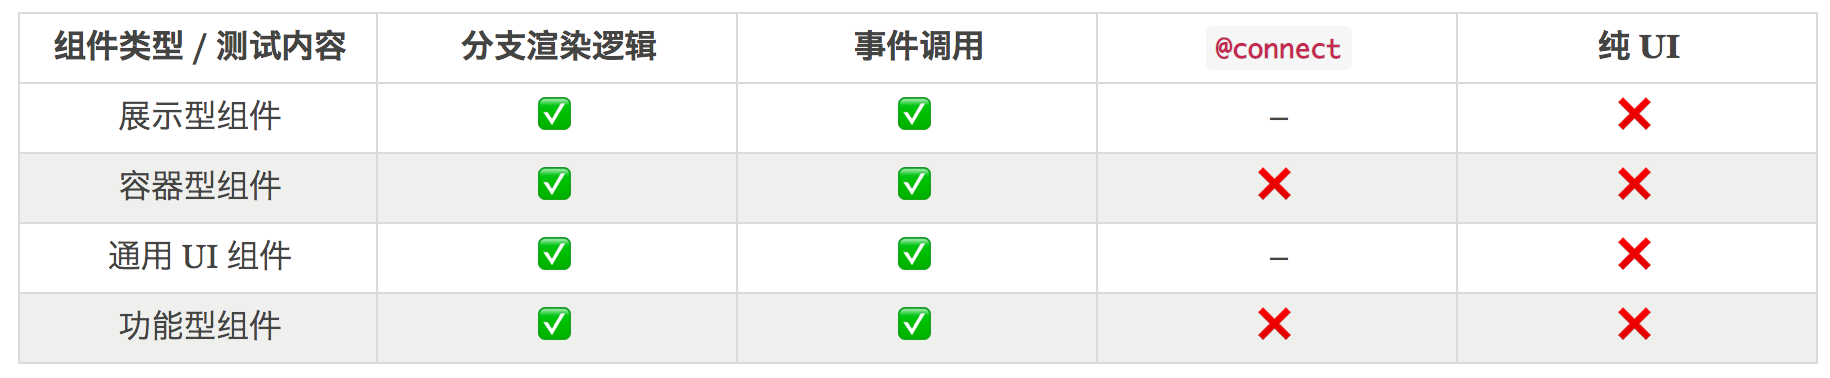 组件类型 / 测试内容 分支渲染逻辑 事件调用 @connect 纯 UI
展示型组件 ✅ ✅ – ❌
容器型组件 ✅ ✅ ❌ ❌
通用 UI 组件 ✅ ✅ – ❌
功能型组件 ✅ ✅ ❌ ❌